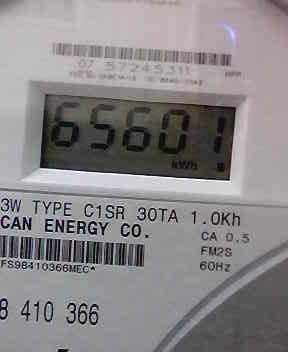 07 57245311
65601
kWh
3W TYPE C1SR 30TA 1.0Kh
CAN ENERGY CO.
CA 0.5
FM2S
60Hz
FS98410366MEC*
8 410 366